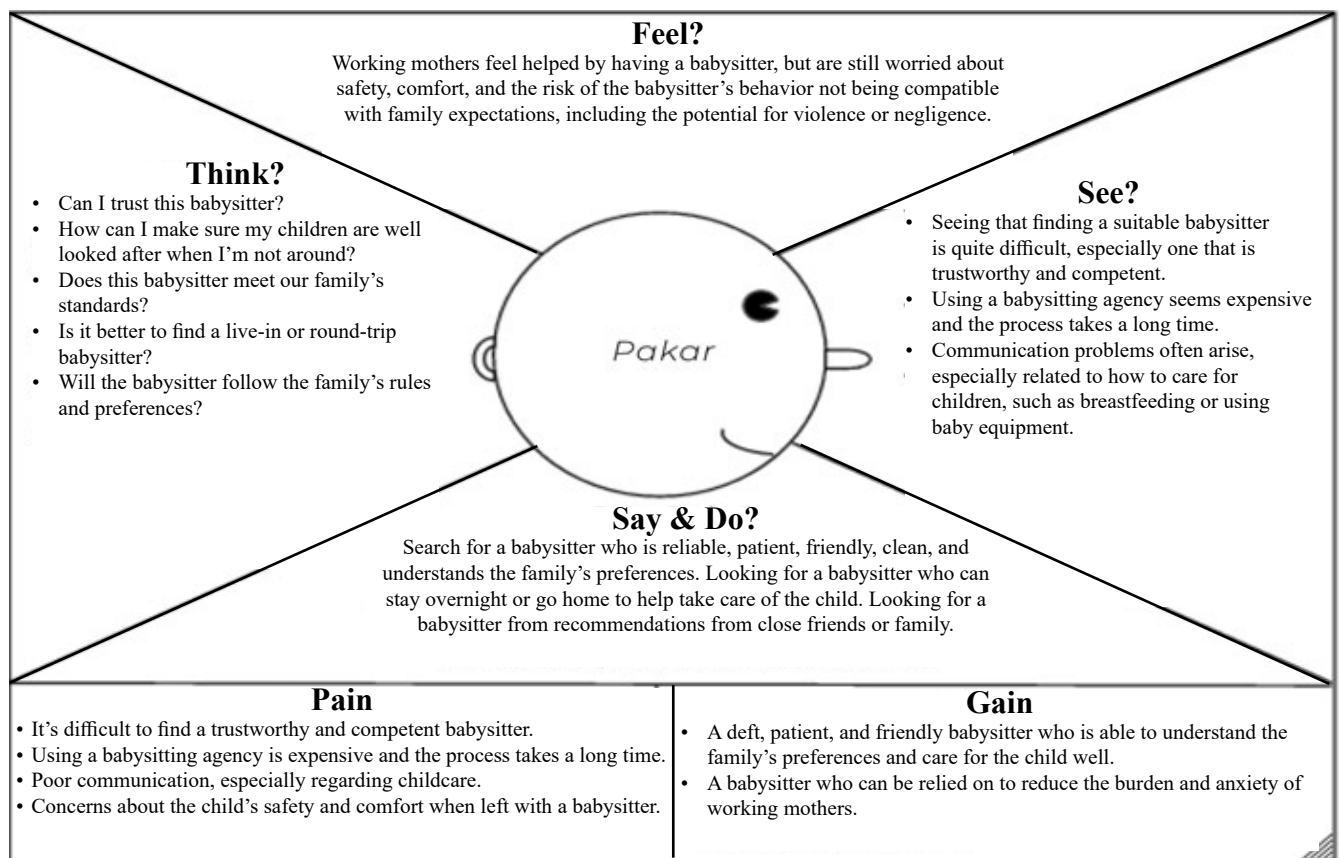 Feel?
Working mothers feel helped by having a babysitter, but are still worried about
safety, comfort, and the risk of the babysitter's behavior not being compatible
with family expectations, including the potential for violence or negligence.
Think?
• Can I trust this babysitter?
• How can I make sure my children are well
looked after when I'm not around?
• Does this babysitter meet our family's
standards?
• Is it better to find a live-in or round-trip
babysitter?
• Will the babysitter follow the family's rules
and preferences?
See?
• Seeing that finding a suitable babysitter
is quite difficult, especially one that is
trustworthy and competent.
• Using a babysitting agency seems expensive
and the process takes a long time.
• Communication problems often arise,
especially related to how to care for
children, such as breastfeeding or using
baby equipment.
Pakar
Say & Do?
Search for a babysitter who is reliable, patient, friendly, clean, and
understands the family's preferences. Looking for a babysitter who can
stay overnight or go home to help take care of the child. Looking for a
babysitter from recommendations from close friends or family.
Pain
• It's difficult to find a trustworthy and competent babysitter.
• Using a babysitting agency is expensive and the process takes a long time.
• Poor communication, especially regarding childcare.
• Concerns about the child's safety and comfort when left with a babysitter.
Gain
• A deft, patient, and friendly babysitter who is able to understand the
family's preferences and care for the child well.
• A babysitter who can be relied on to reduce the burden and anxiety of
working mothers.